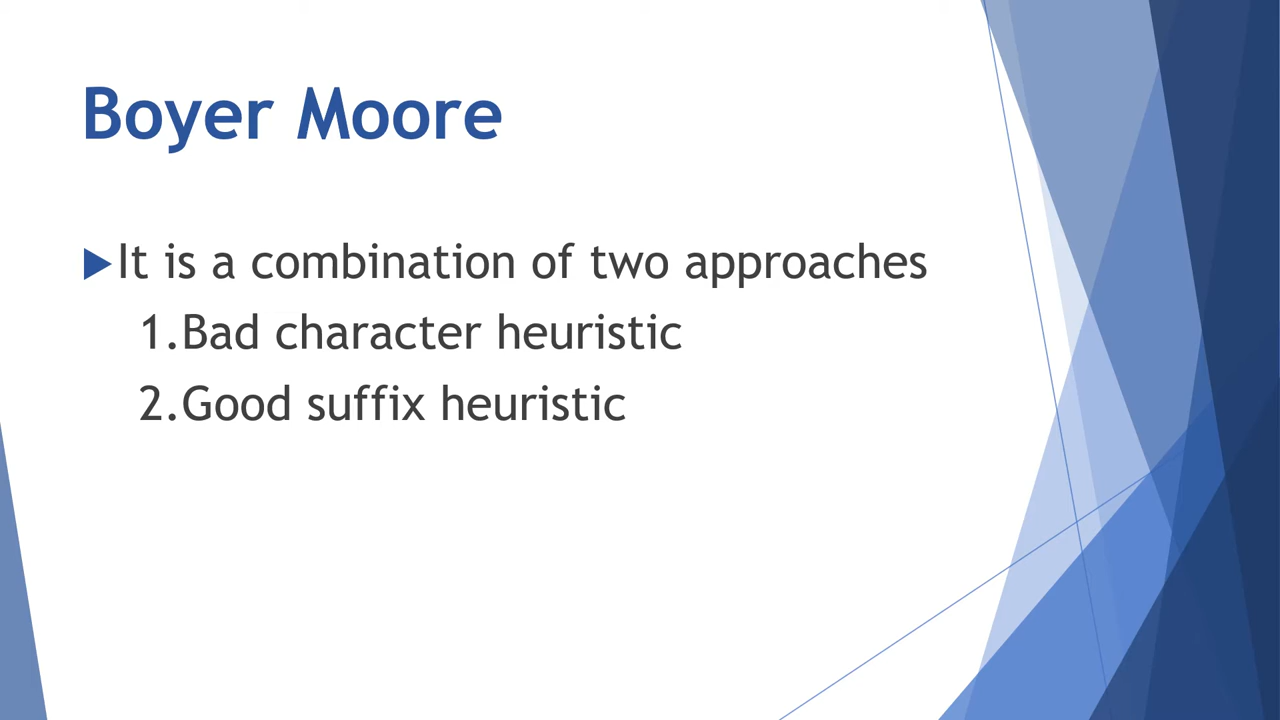 Boyer Moore
It is a combination of two approaches
1.Bad character heuristic
2.Good suffix heuristic